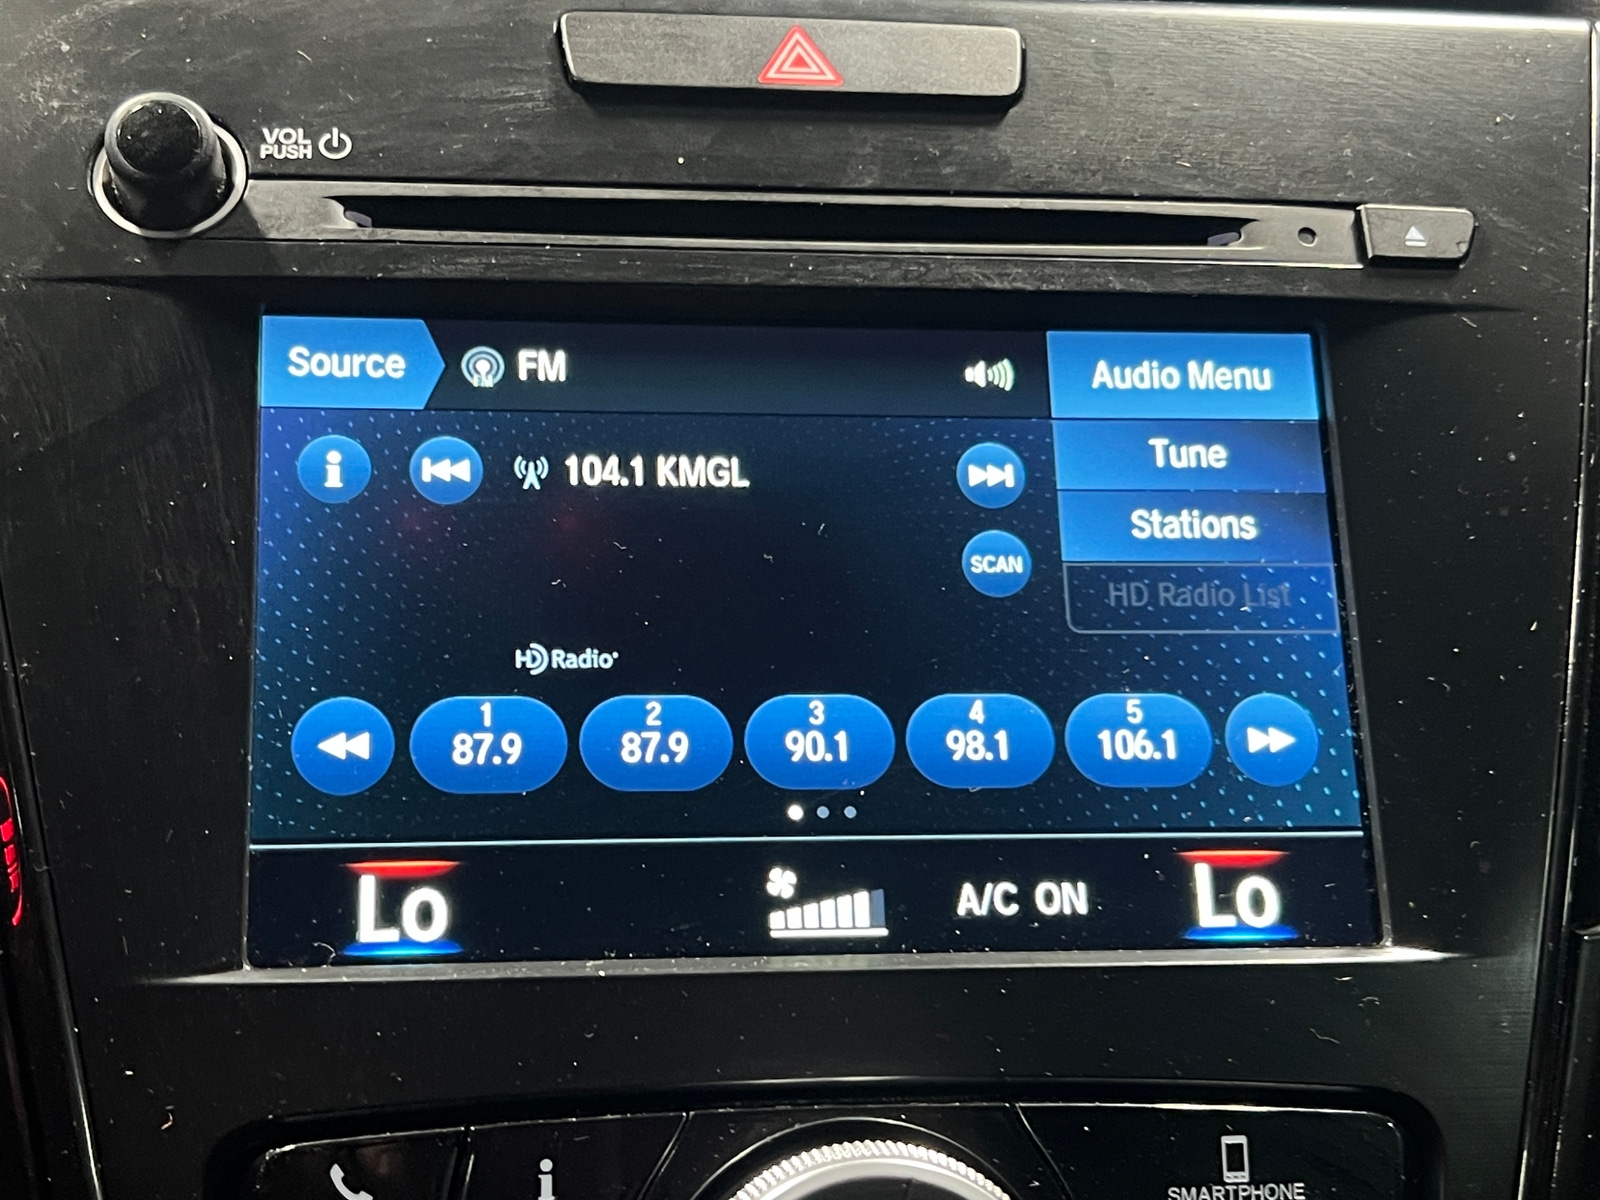 VOL
PUSH
Source
FM
Audio Menu
104.1 KMGL
Tune
Stations
SCAN
HD Radio List
HD Radio
1
87.9
2
87.9
3
90.1
4
98.1
5
106.1
Lo
A/C ON
Lo
SMARTPHONE